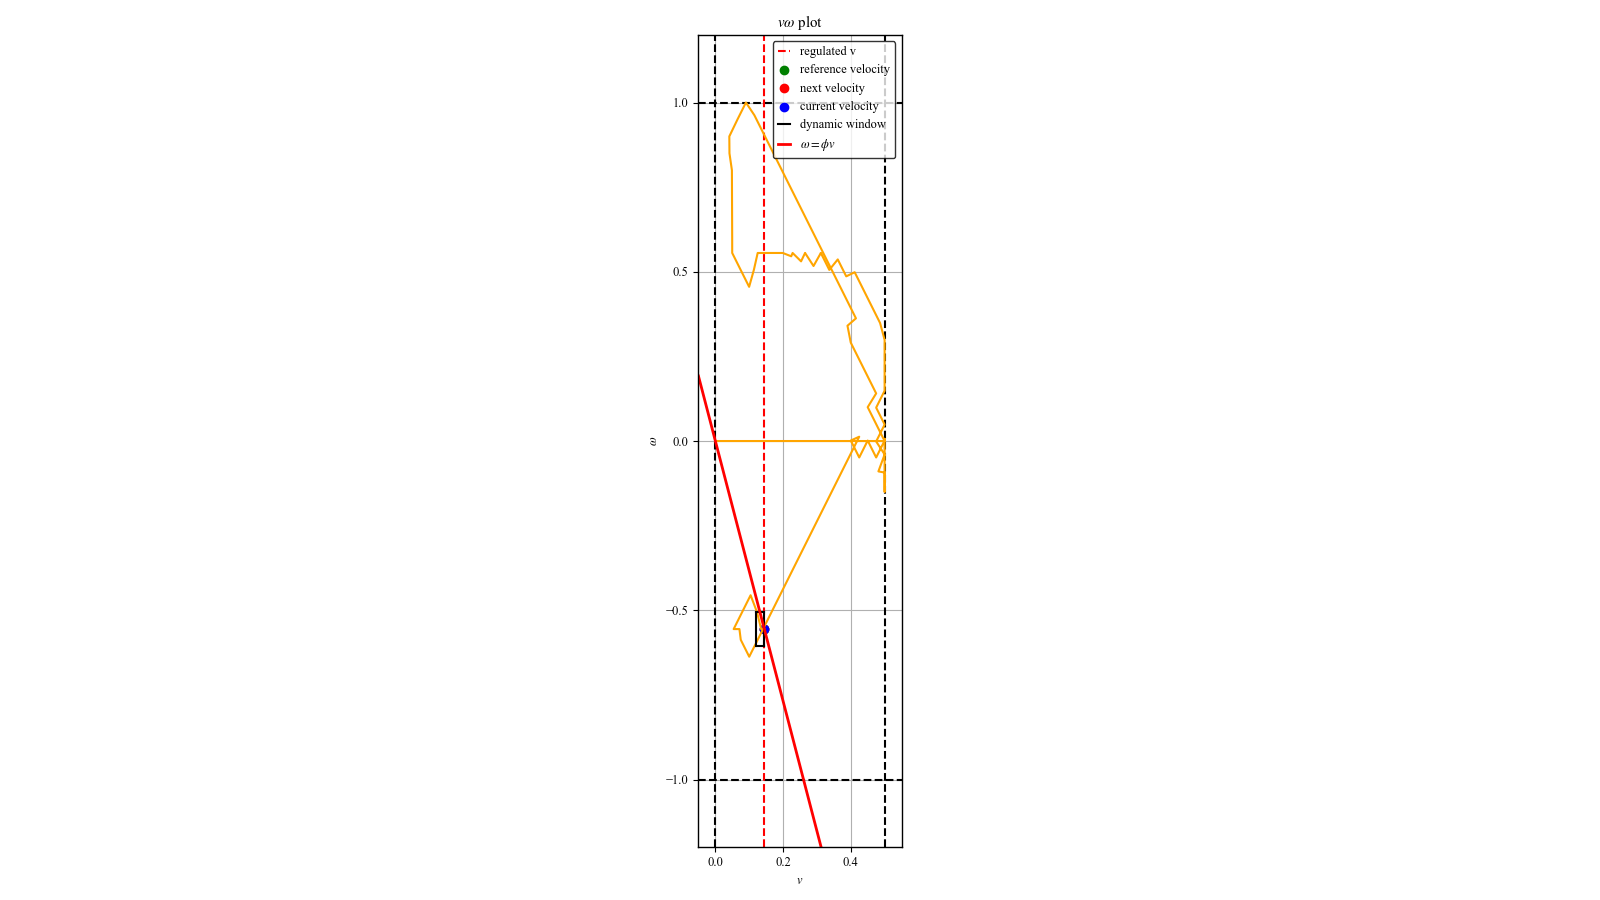 vω plot
regulated v
reference velocity
next velocity
current velocity
dynamic window
ω = ϕv
1.0
0.5
0.0
−0.5
−1.0
ω
0.0 0.2 0.4
v